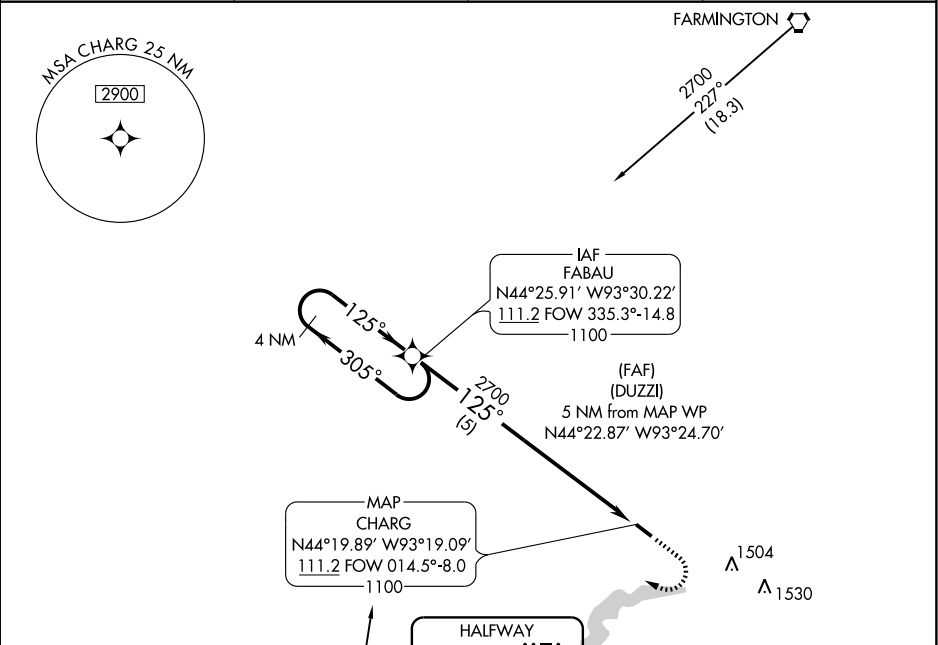 MSA CHARG 25 NM
2900
FARMINGTON
2700
227°
(18.3)
IAF
FABAU
N44°25.91' W93°30.22'
111.2 FOW 335.3°-14.8
1100
125°
4 NM
305°
2700
125°
(5)
(FAF)
(DUZZI)
5 NM from MAP WP
N44°22.87' W93°24.70'
MAP
CHARG
N44°19.89' W93°19.09'
111.2 FOW 014.5°-8.0
1100
1504
1530
HALFWAY